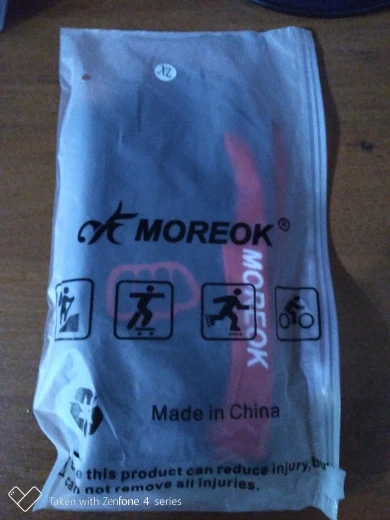 XL
MOREOK®
MOREOK
Made in China
this product can reduce injury, bu
can not remove all injuries.
Taken with Zenfone 4 series